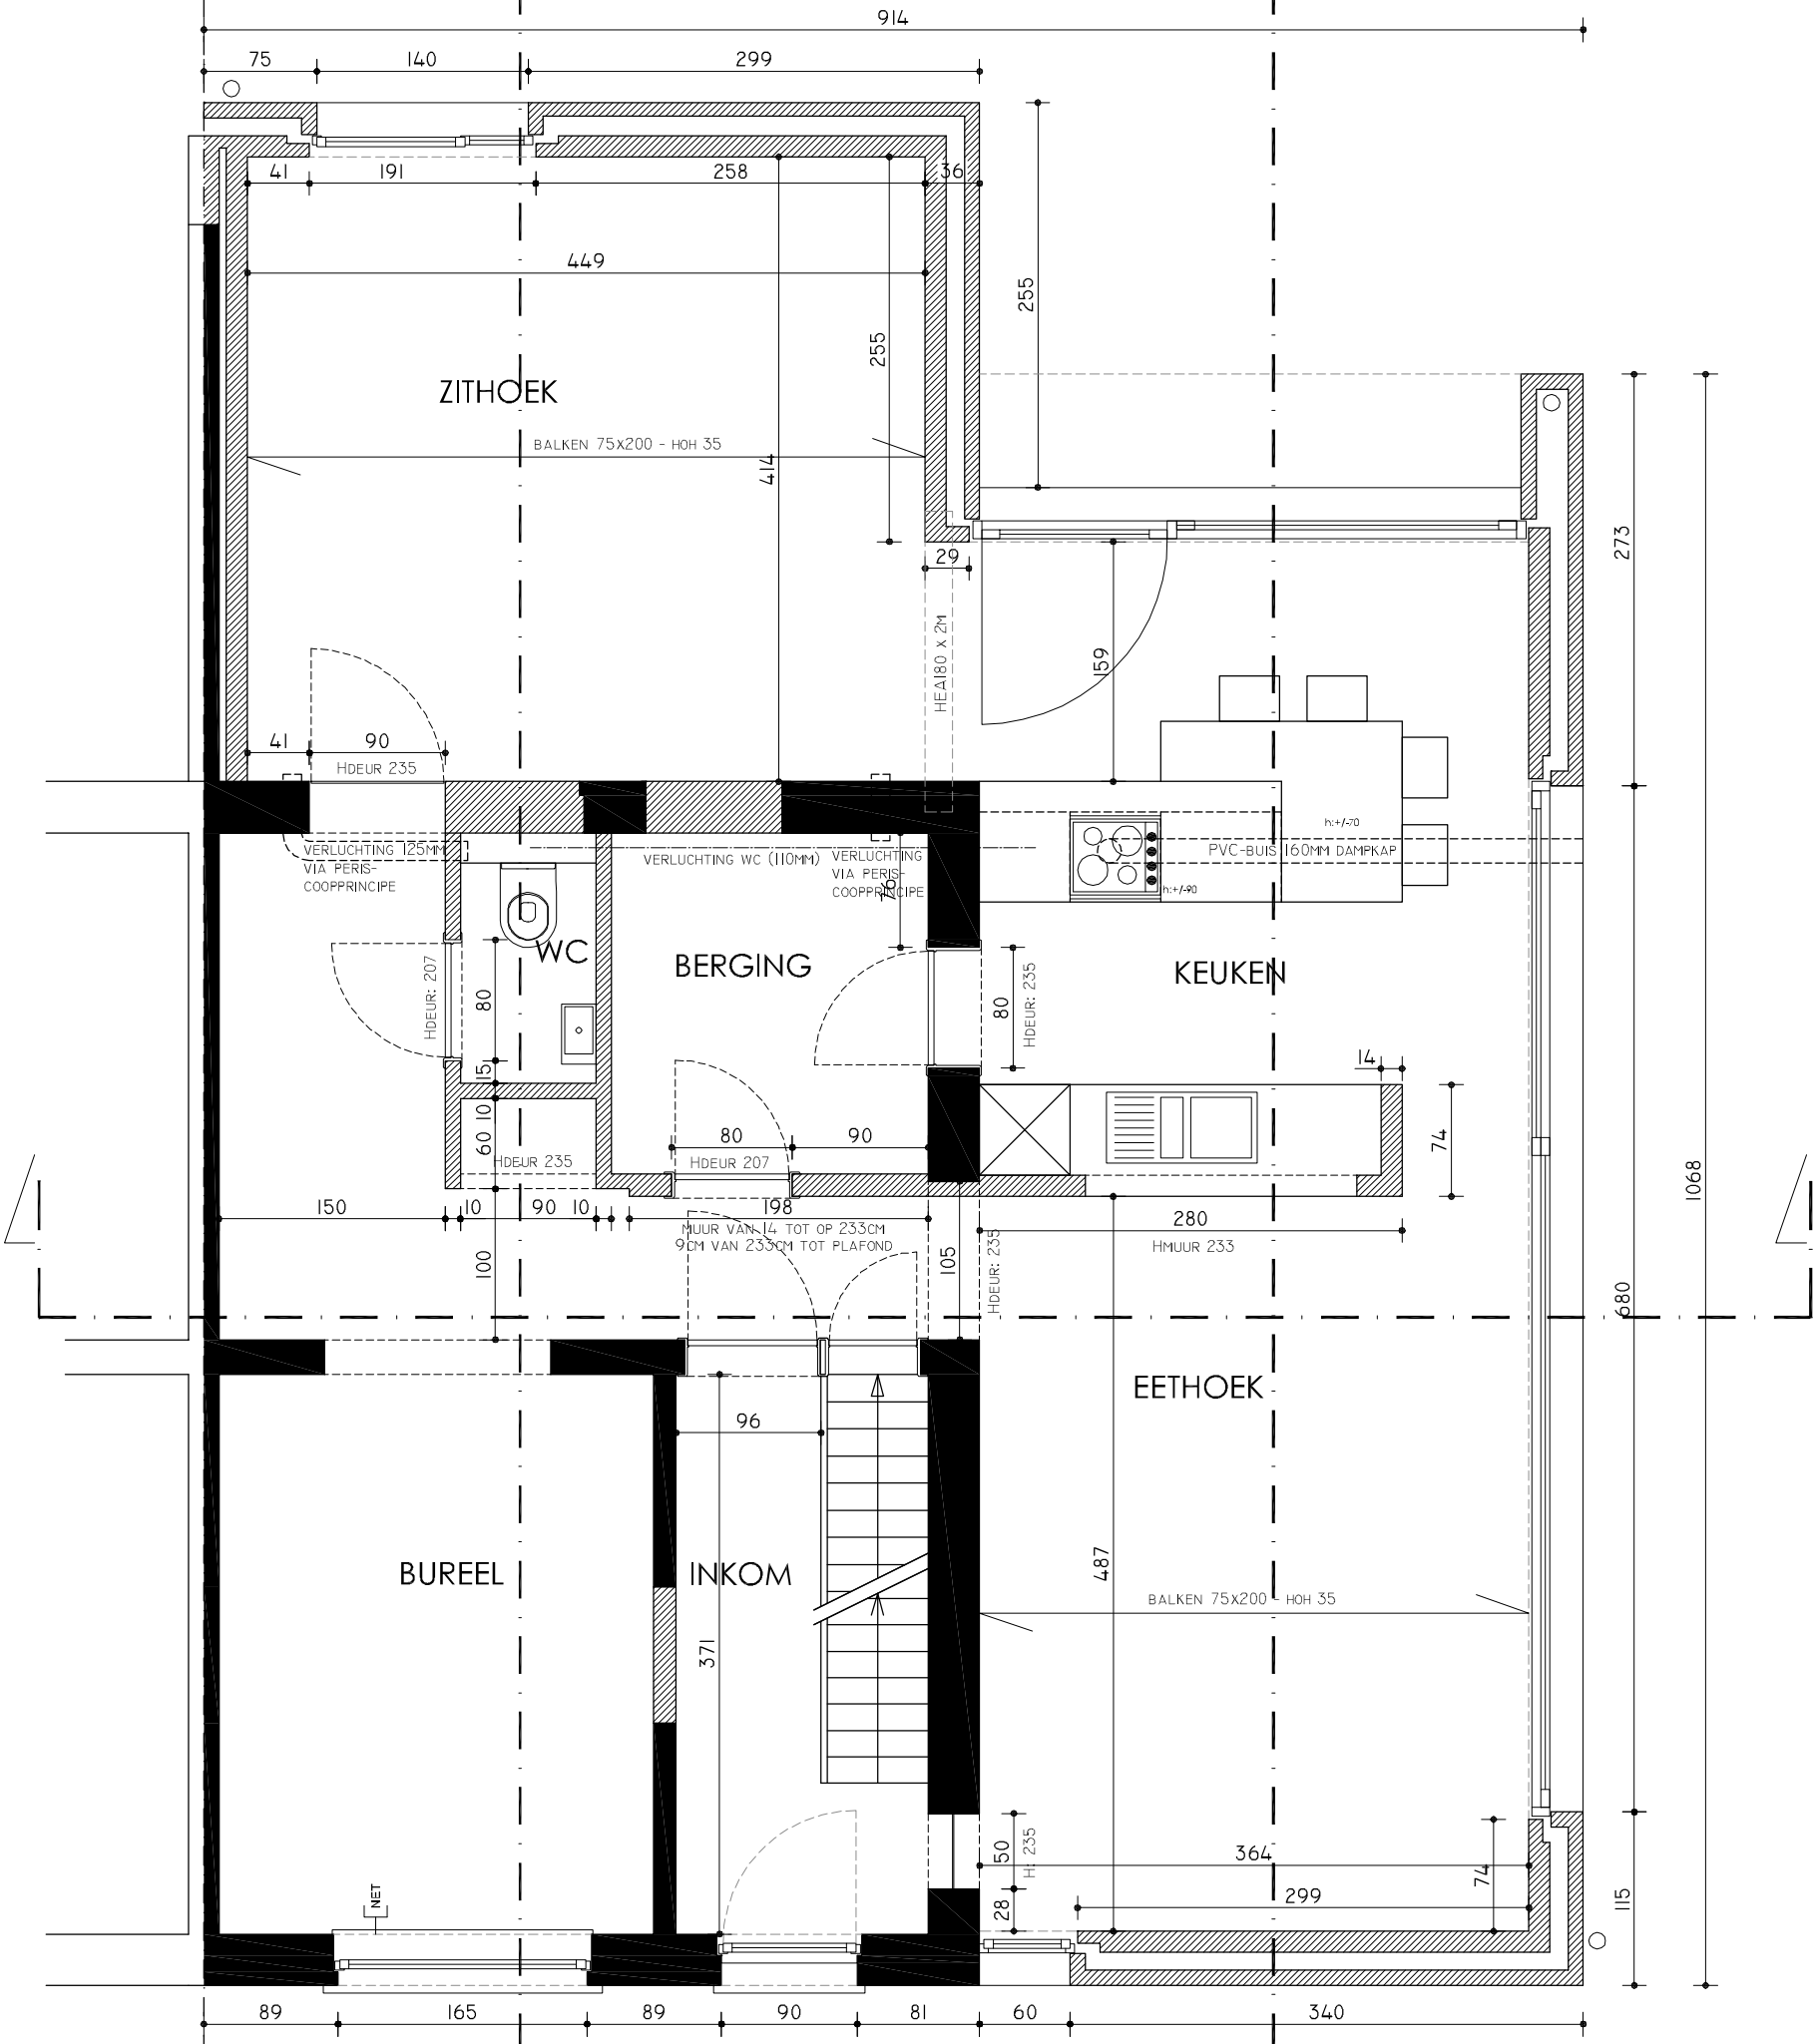 914
75 140 299
41 191 258 36
449
255
255
ZITHOEK
BALKEN 75X200 - HOH 35
414
273
29
HEA180 X 2M
159
41 90
HDEUR 235
VERLUCHTING 125MM
VIA PERIS-
COOPPRINCIPE
VERLUCHTING WC (110MM)
VERLUCHTING
VIA PERIS-
COOPPRINCIPE
76
h:+/-70
PVC-BUIS 160MM DAMPKAP
h:+/-90
WC
BERGING
KEUKEN
HDEUR: 207
80
80
HDEUR: 235
15
14
10
60
HDEUR 235
80 90
HDEUR 207
74
1068
150 10 90 10 198
MUUR VAN 14 TOT OP 233CM
9CM VAN 233CM TOT PLAFOND
280
HMUUR 233
100
105
HDEUR: 235
680
EETHOEK
96
BUREEL
INKOM
487
BALKEN 75X200 - HOH 35
371
364
50
H: 235
74
299
28
115
NET
89 165 89 90 81 60 340